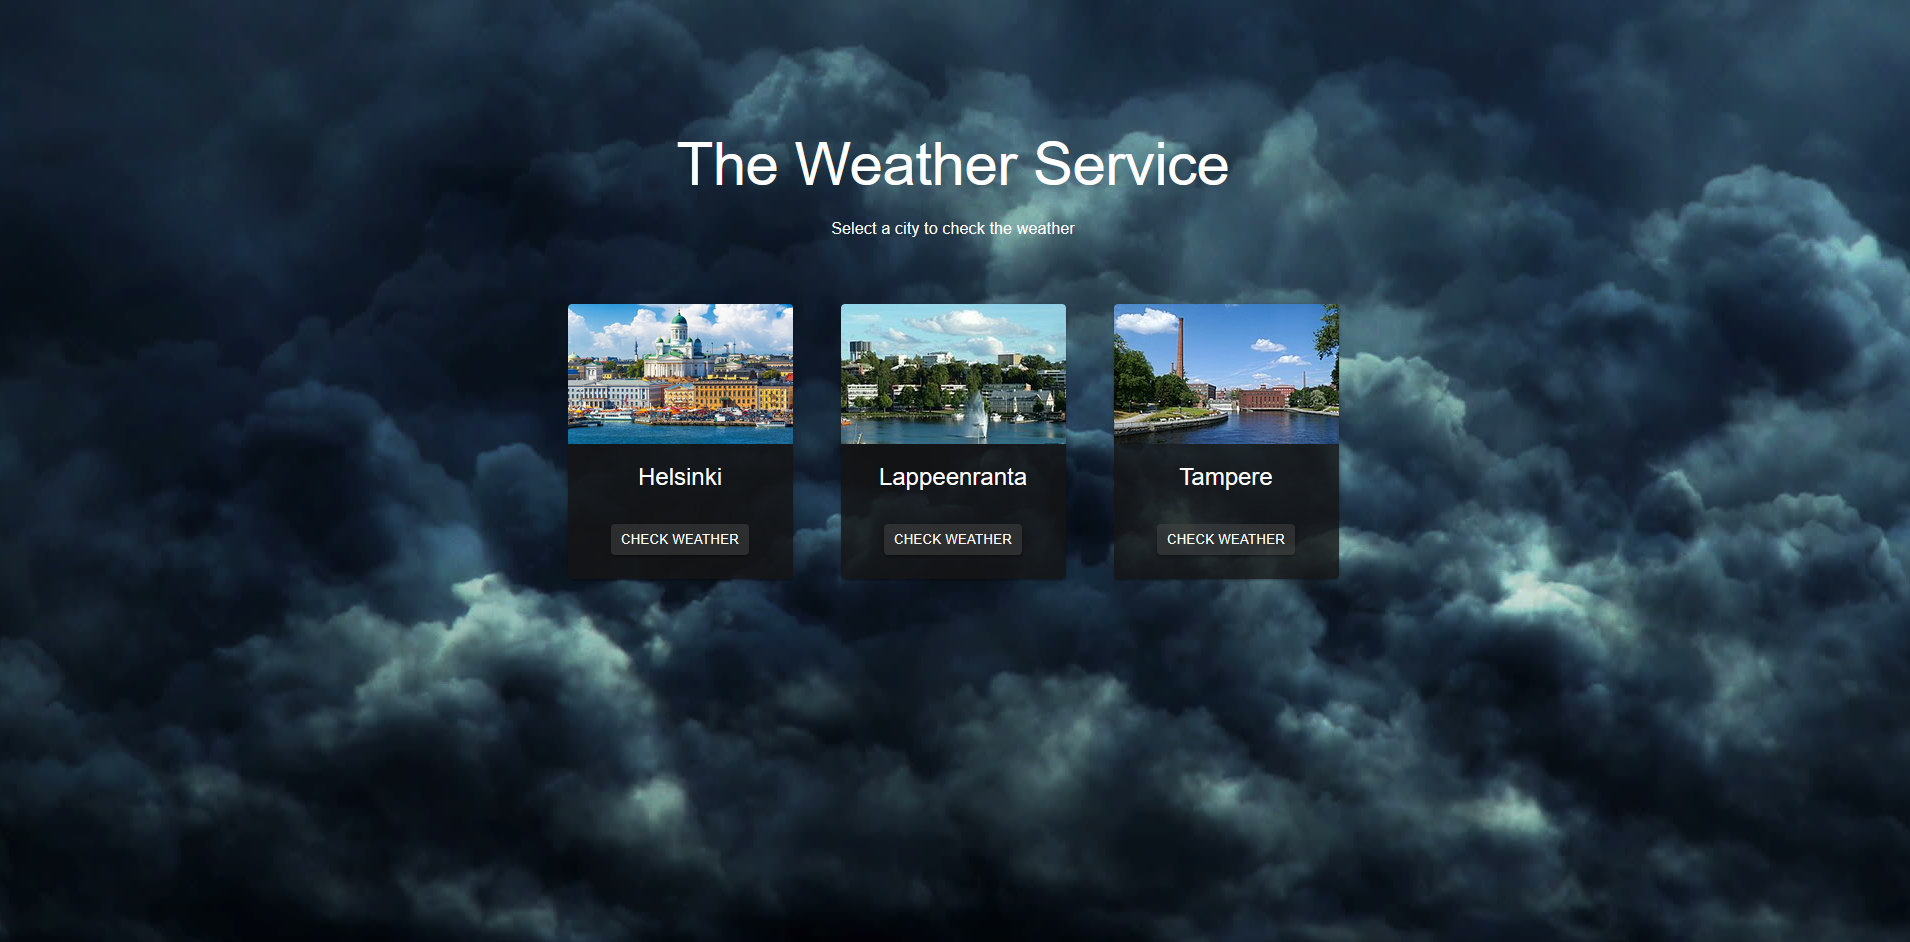 The Weather Service
Select a city to check the weather
Helsinki
CHECK WEATHER
Lappeenranta
CHECK WEATHER
Tampere
CHECK WEATHER